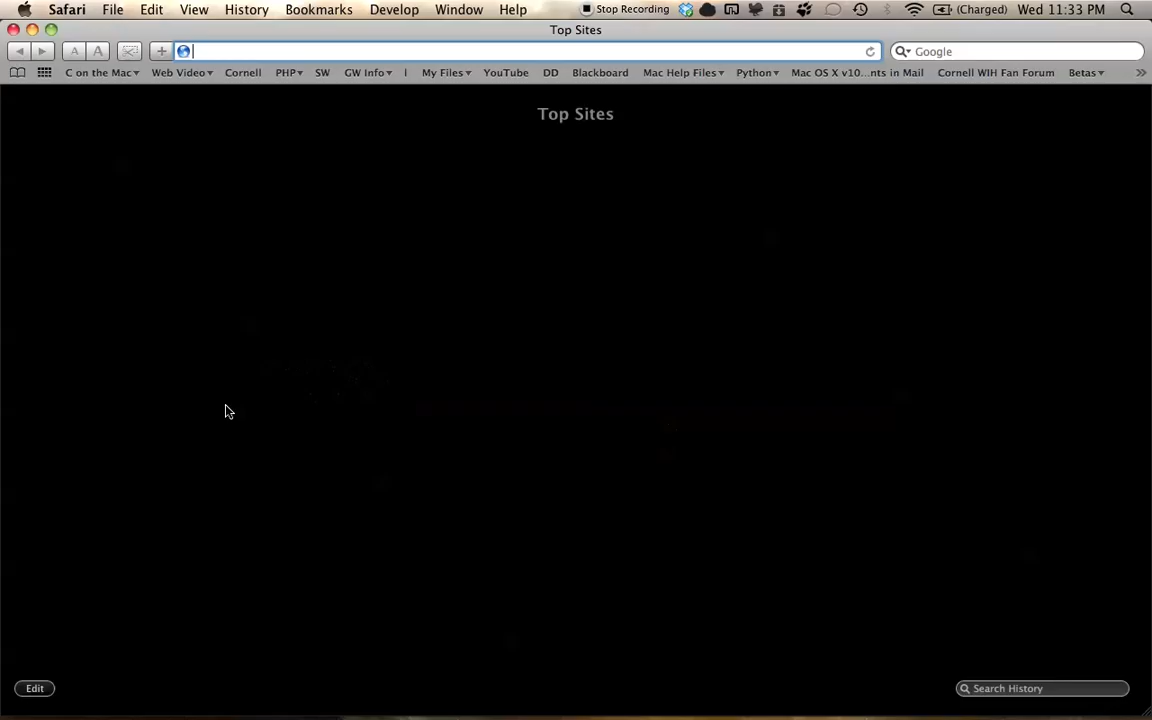 Safari File Edit View History Bookmarks Develop Window Help Stop Recording (Charged) Wed 11:33 PM
Top Sites
A A + Google
C on the Mac Web Video Cornell PHP SW GW Info I My Files YouTube DD Blackboard Mac Help Files Python Mac OS X v10...nts in Mail Cornell WIH Fan Forum Betas »
Top Sites
Edit Search History